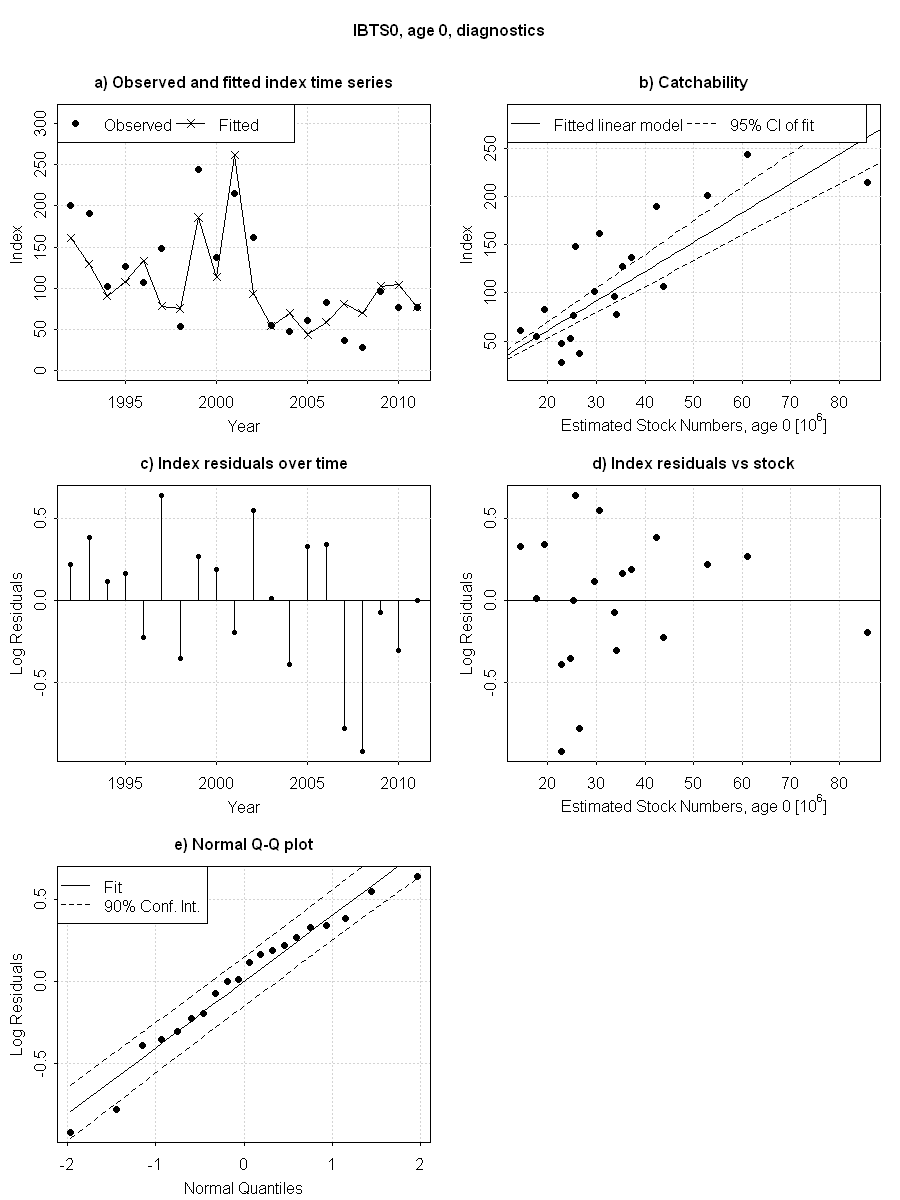 IBTS0, age 0, diagnostics
a) Observed and fitted index time series
Observed Fitted
0 50 100 150 200 250 300
Index
1995 2000 2005 2010
Year
b) Catchability
Fitted linear model 95% CI of fit
50 100 150 200 250
Index
20 30 40 50 60 70 80
Estimated Stock Numbers, age 0 [10⁶]
c) Index residuals over time
-0.5 0.0 0.5
Log Residuals
1995 2000 2005 2010
Year
d) Index residuals vs stock
-0.5 0.0 0.5
Log Residuals
20 30 40 50 60 70 80
Estimated Stock Numbers, age 0 [10⁶]
e) Normal Q-Q plot
Fit
90% Conf. Int.
-0.5 0.0 0.5
Log Residuals
-2 -1 0 1 2
Normal Quantiles